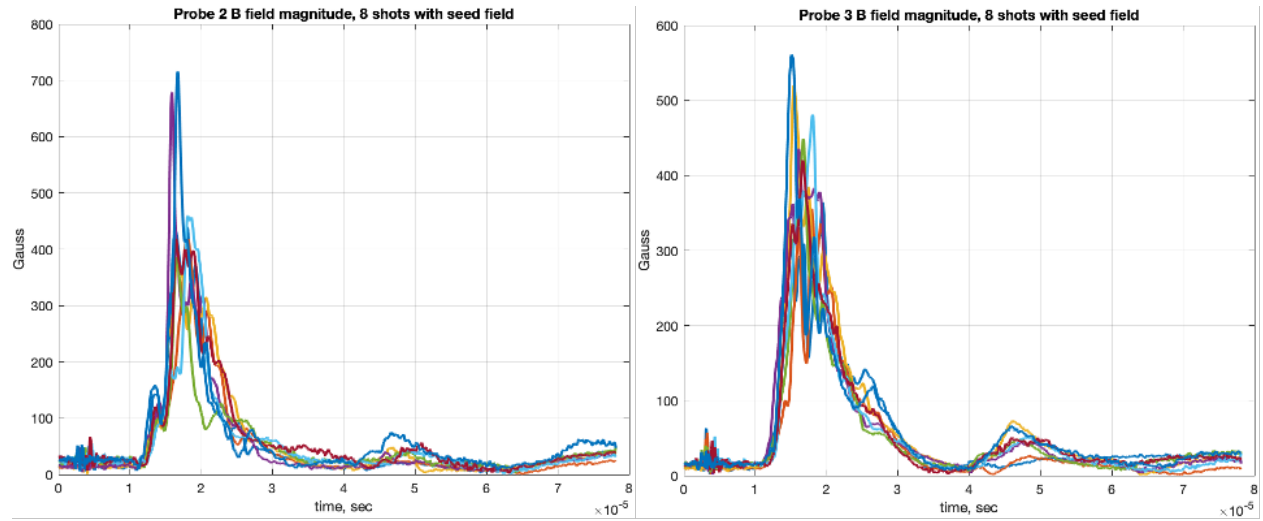 Probe 2 B field magnitude, 8 shots with seed field
800
700
600
500
400
300
200
100
0
Gauss
0 1 2 3 4 5 6 7 8
time, sec
×10-5
Probe 3 B field magnitude, 8 shots with seed field
600
500
400
300
200
100
0
Gauss
0 1 2 3 4 5 6 7 8
time, sec
×10-5